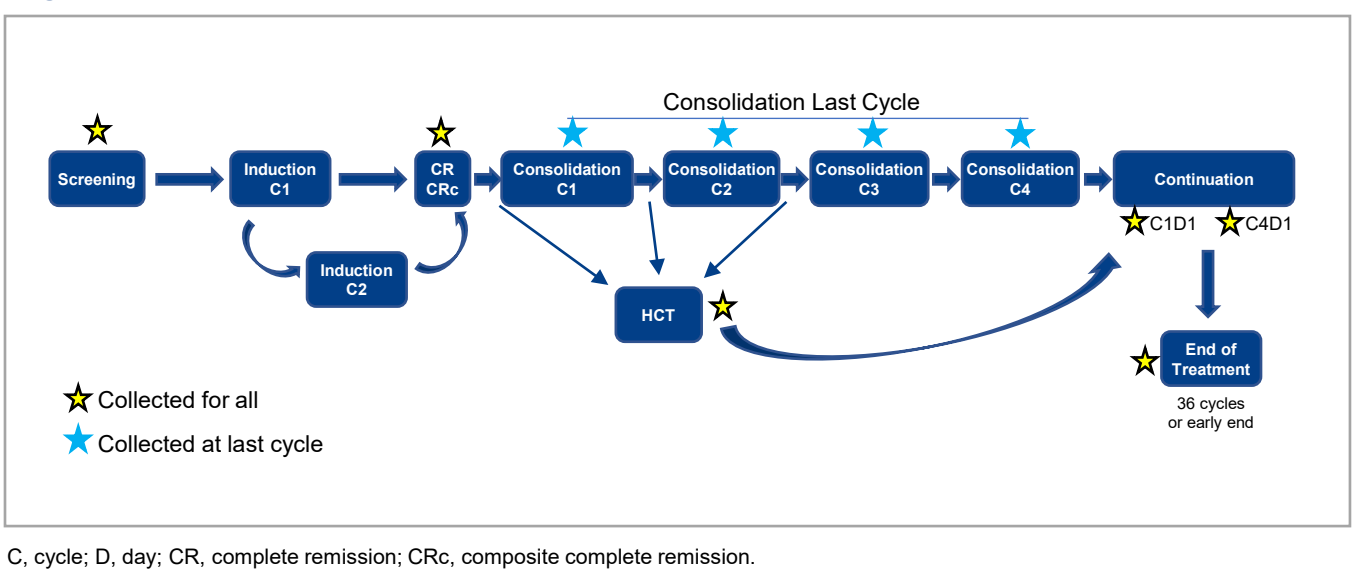 Consolidation Last Cycle
Screening
Induction
C1
CR
CRc
Consolidation
C1
Consolidation
C2
Consolidation
C3
Consolidation
C4
Continuation
C1D1
C4D1
Induction
C2
HCT
End of
Treatment
36 cycles
or early end
Collected for all
Collected at last cycle
C, cycle; D, day; CR, complete remission; CRc, composite complete remission.